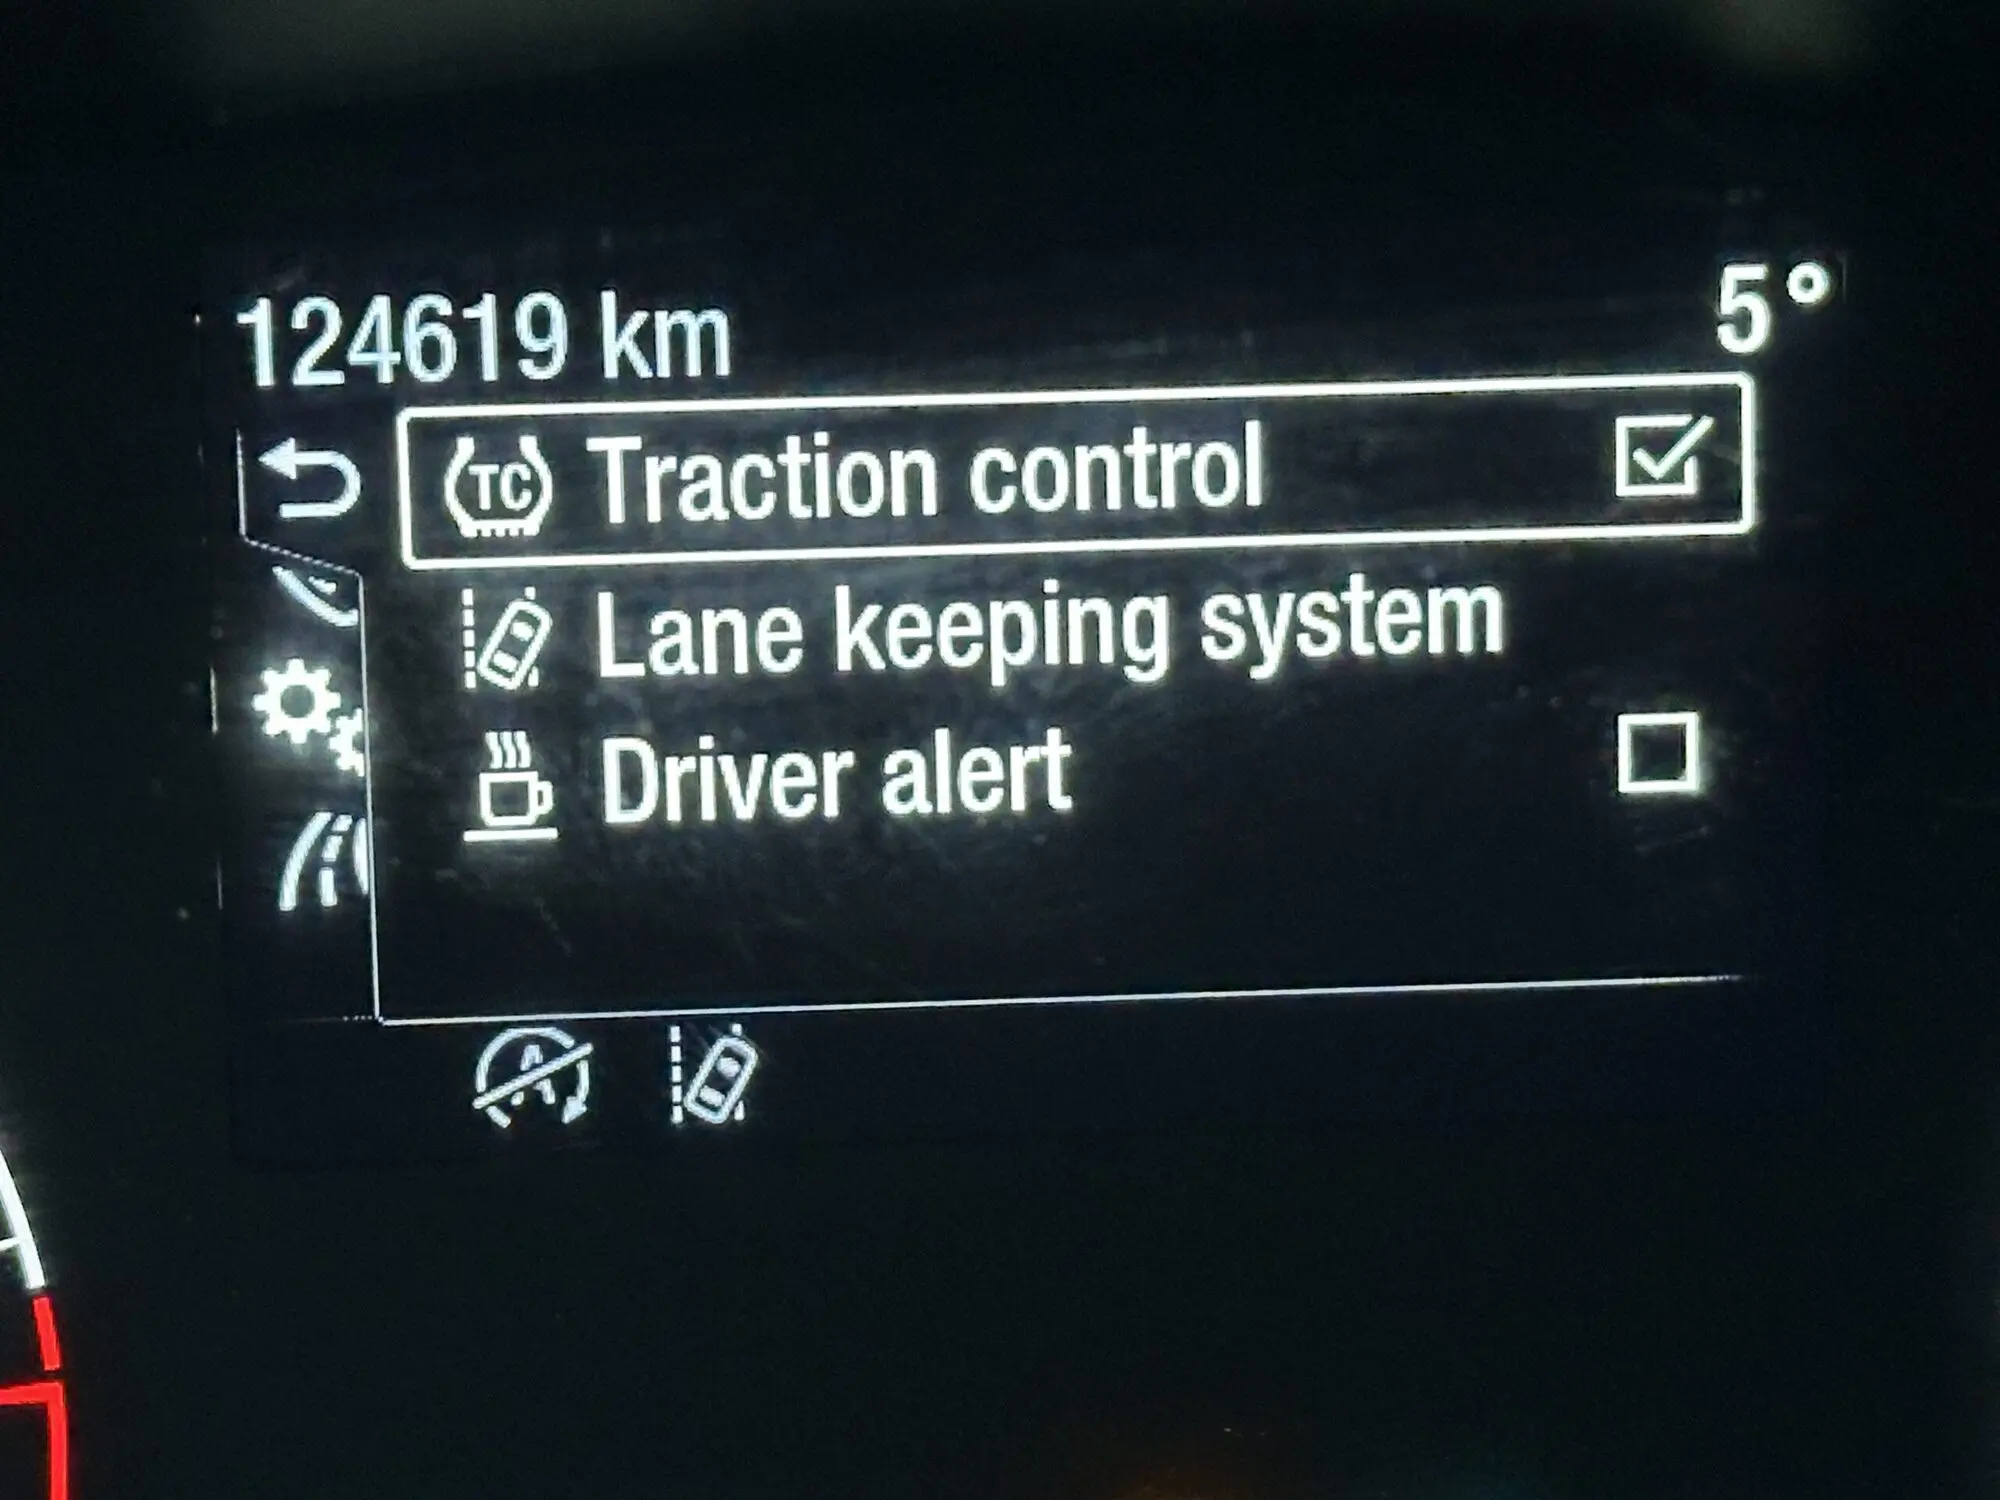 124619 km
5°
TC Traction control
Lane keeping system
Driver alert
A